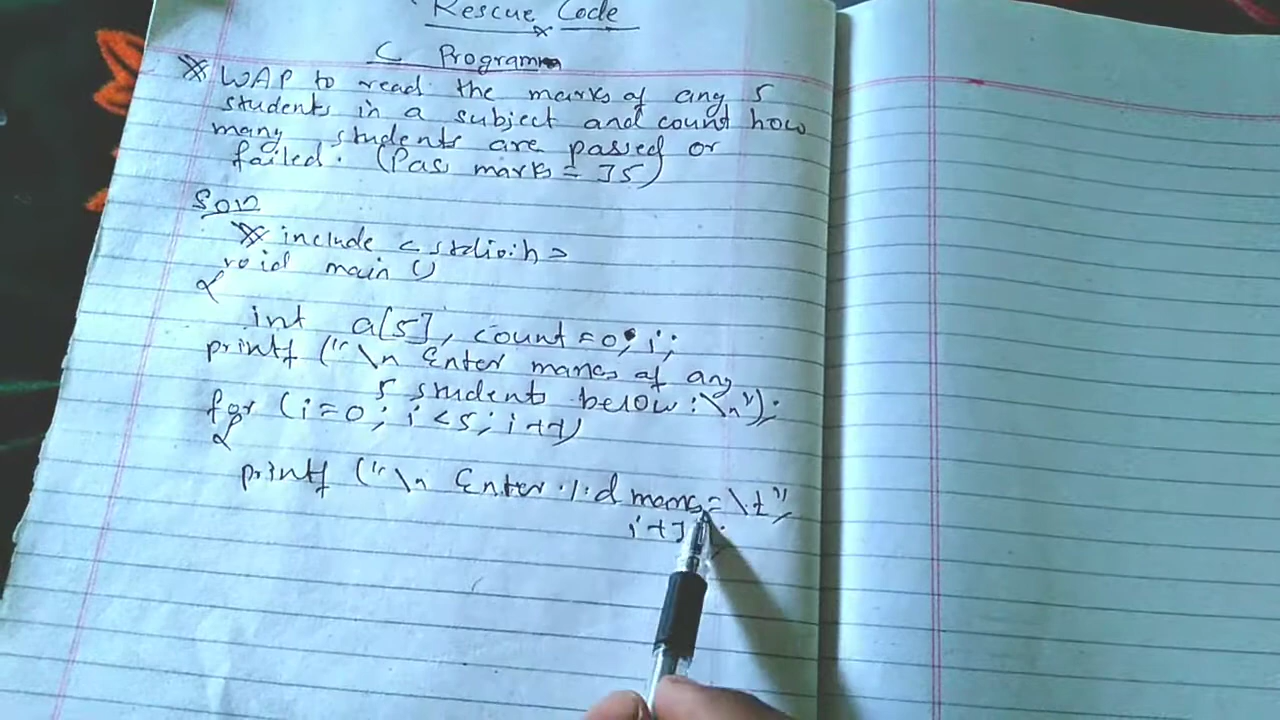 Rescue Code
C Program
* WAP to read the marks of any 5
students in a subject and count how
many students are passed or
failed. (Pass marks = 35)
Soln
# include <stdio.h>
void main ()
{
int a[5], count = 0, i;
printf ("\n Enter marks of any
5 students below:\n");
for (i=0; i<5; i++)
{
printf ("\n Enter %d marks=\t",
i+1);